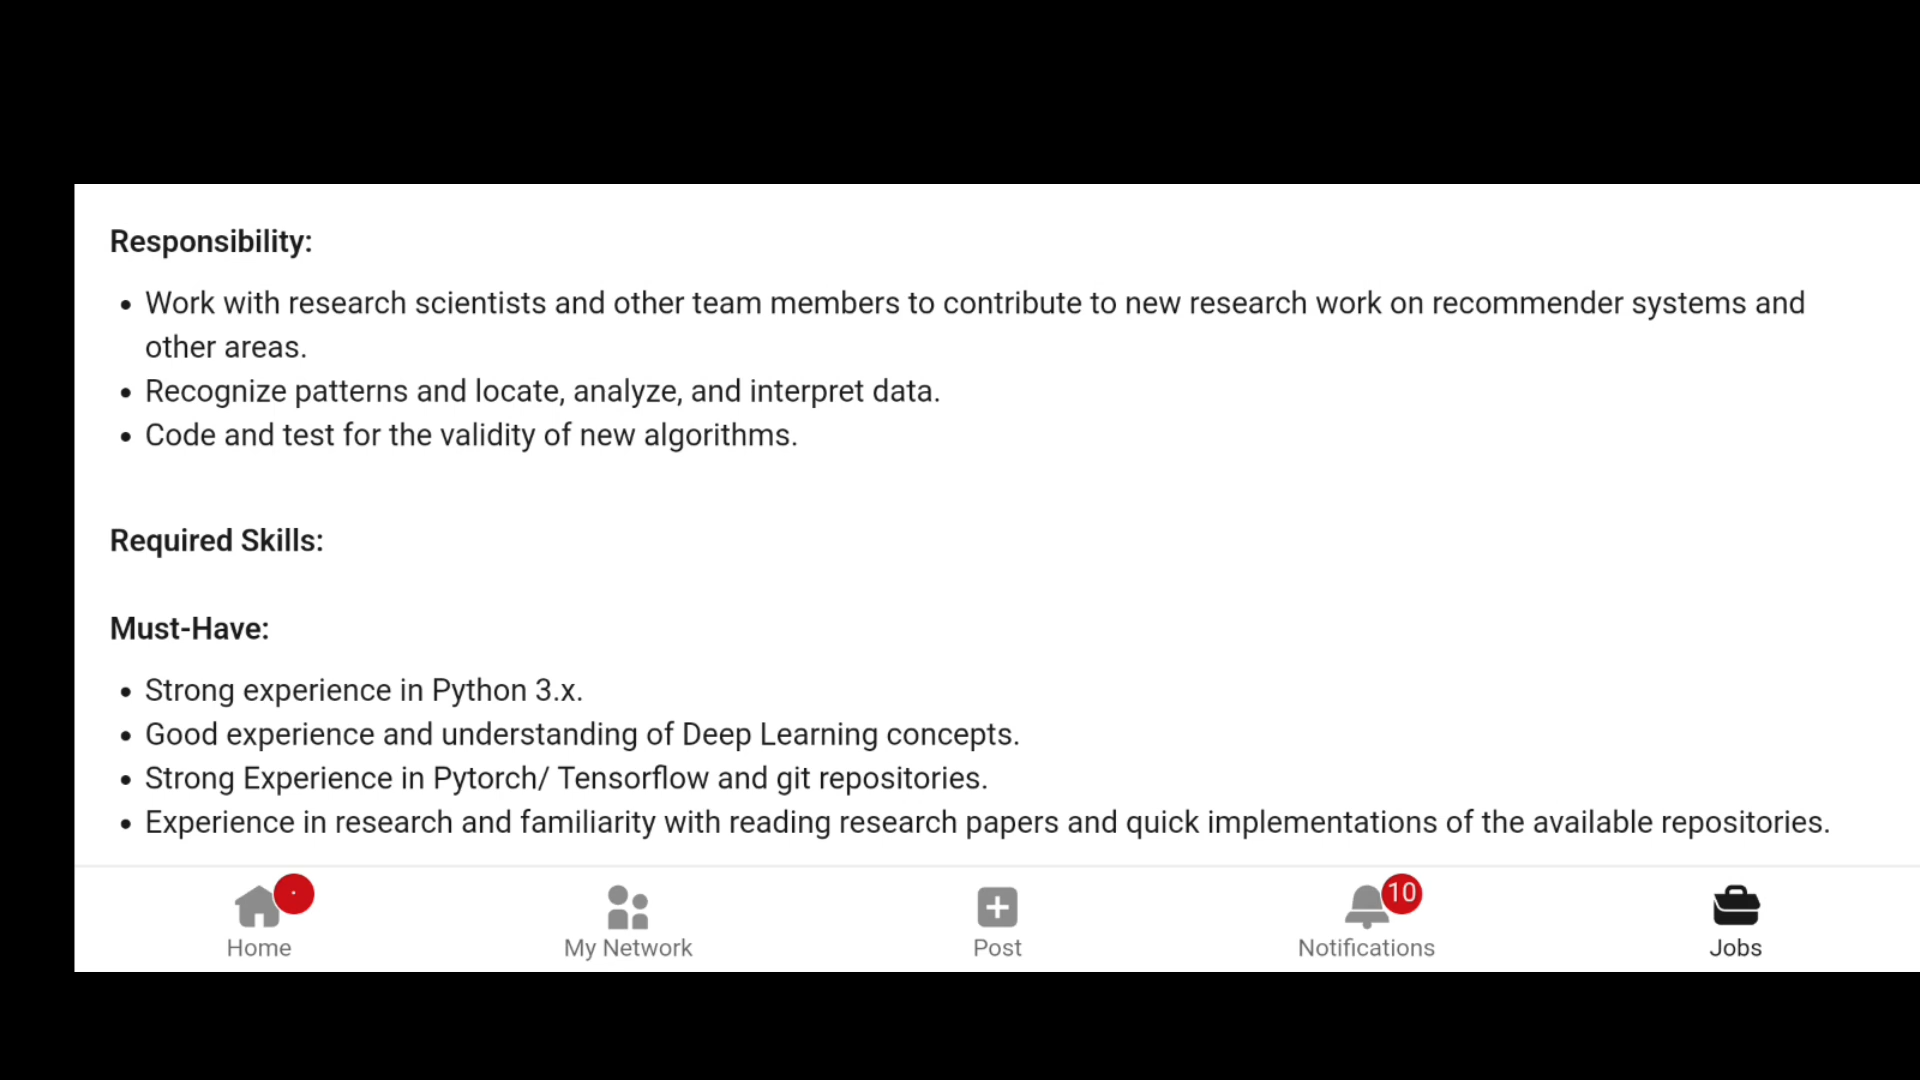 Responsibility:
• Work with research scientists and other team members to contribute to new research work on recommender systems and
other areas.
• Recognize patterns and locate, analyze, and interpret data.
• Code and test for the validity of new algorithms.
Required Skills:
Must-Have:
• Strong experience in Python 3.x.
• Good experience and understanding of Deep Learning concepts.
• Strong Experience in Pytorch/ Tensorflow and git repositories.
• Experience in research and familiarity with reading research papers and quick implementations of the available repositories.
10
Home My Network Post Notifications Jobs